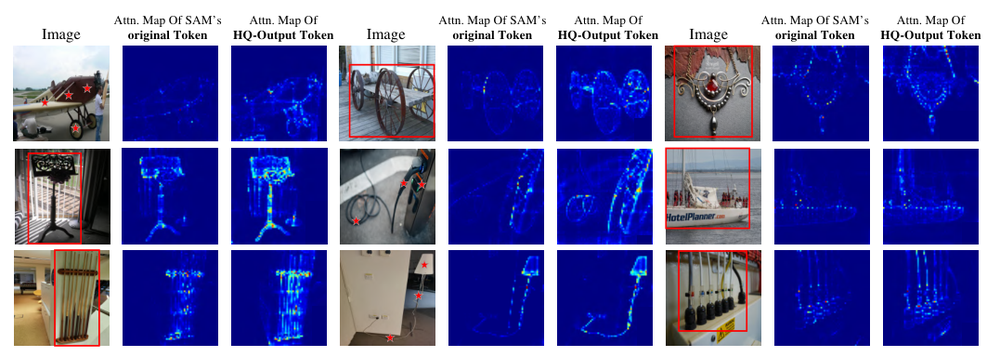 Image
Attn. Map Of SAM's
original Token
Attn. Map Of
HQ-Output Token
Image
Attn. Map Of SAM's
original Token
Attn. Map Of
HQ-Output Token
Image
Attn. Map Of SAM's
original Token
Attn. Map Of
HQ-Output Token
HotelPlanner.com